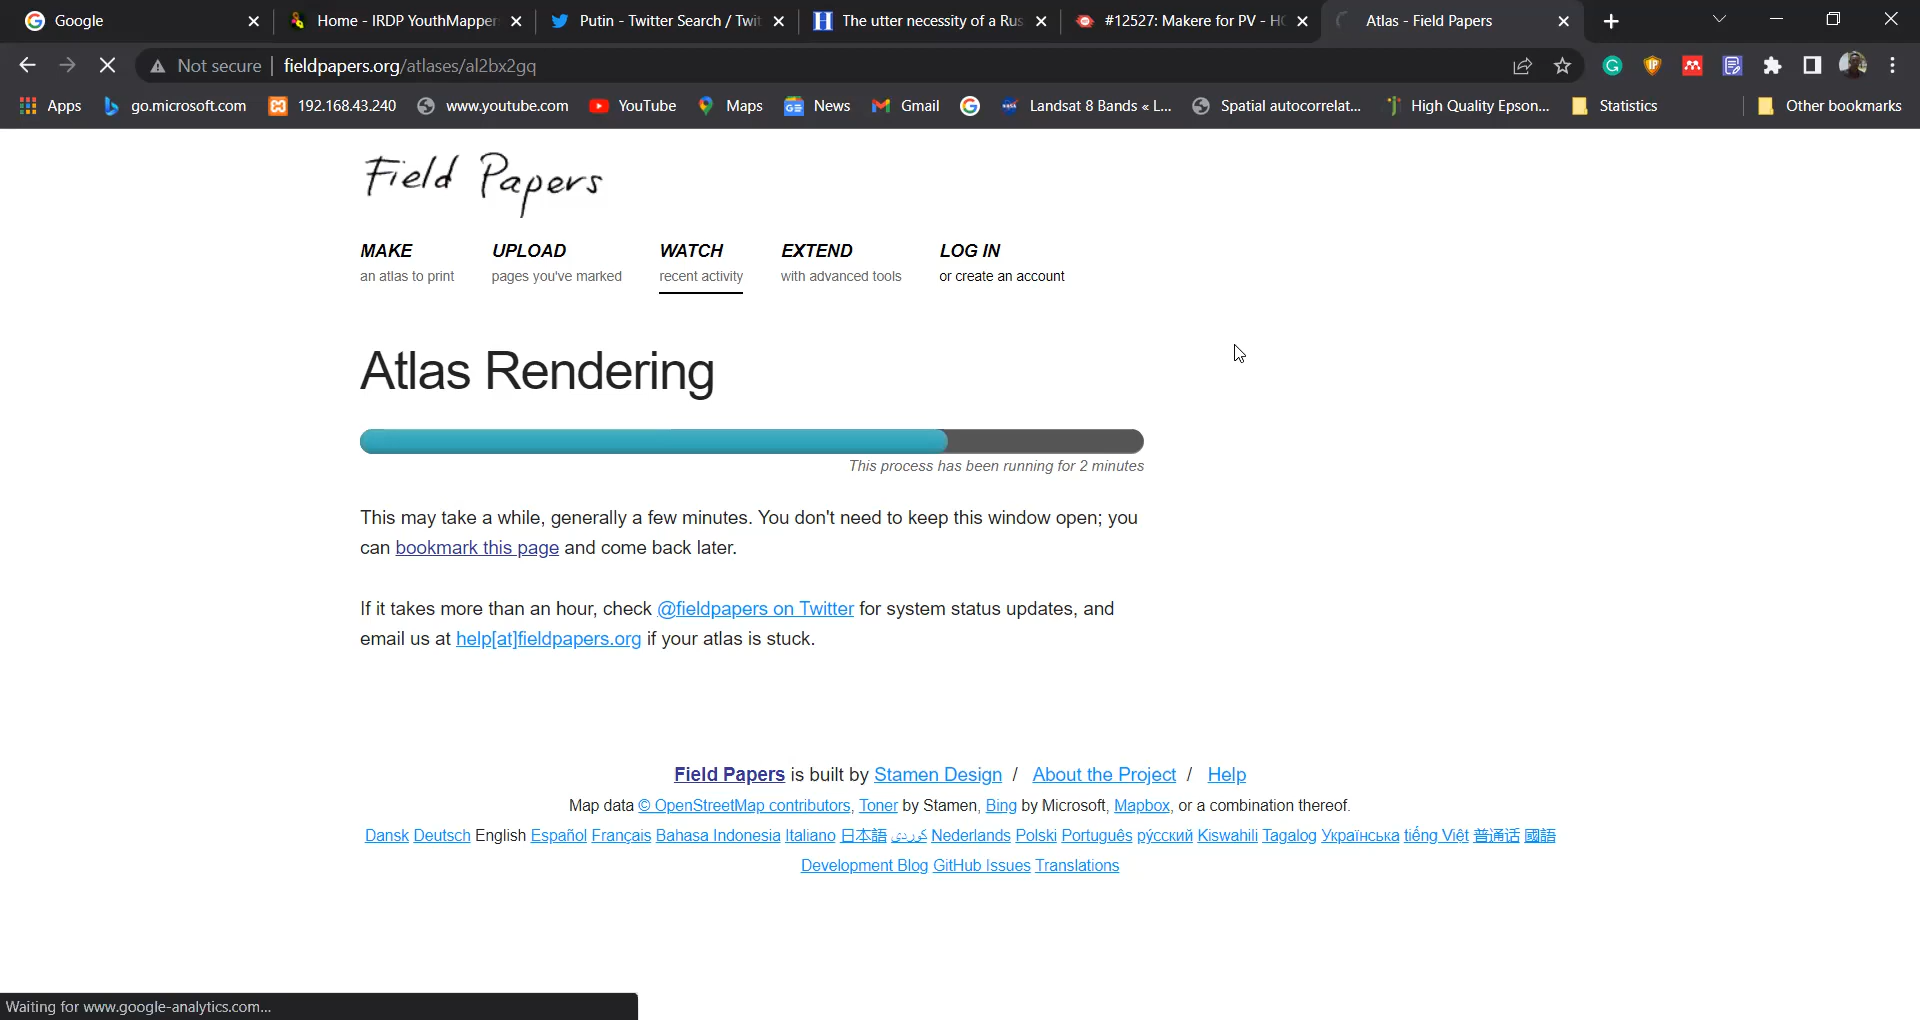 Google
Home - IRDP YouthMapper
Putin - Twitter Search / Twit
The utter necessity of a Rus
#12527: Makere for PV - HO
Atlas - Field Papers
Not secure
fieldpapers.org/atlases/al2bx2gq
Apps
go.microsoft.com
192.168.43.240
www.youtube.com
YouTube
Maps
News
Gmail
Landsat 8 Bands « L...
Spatial autocorrelat...
High Quality Epson...
Statistics
Other bookmarks
Field Papers
MAKE
an atlas to print
UPLOAD
pages you've marked
WATCH
recent activity
EXTEND
with advanced tools
LOG IN
or create an account
Atlas Rendering
This process has been running for 2 minutes
This may take a while, generally a few minutes. You don't need to keep this window open; you
can bookmark this page and come back later.
If it takes more than an hour, check @fieldpapers on Twitter for system status updates, and
email us at help[at]fieldpapers.org if your atlas is stuck.
Field Papers is built by Stamen Design / About the Project / Help
Map data © OpenStreetMap contributors, Toner by Stamen, Bing by Microsoft, Mapbox, or a combination thereof.
Dansk Deutsch English Español Français Bahasa Indonesia Italiano 日本語 كوردی Nederlands Polski Português рýсский Kiswahili Tagalog Українська tiếng Việt 普通话 國語
Development Blog GitHub Issues Translations
Waiting for www.google-analytics.com...